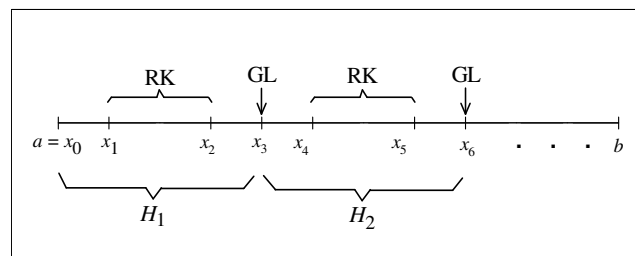 RK GL RK GL
a = x0 x1 x2 x3 x4 x5 x6 . . . b
H1 H2